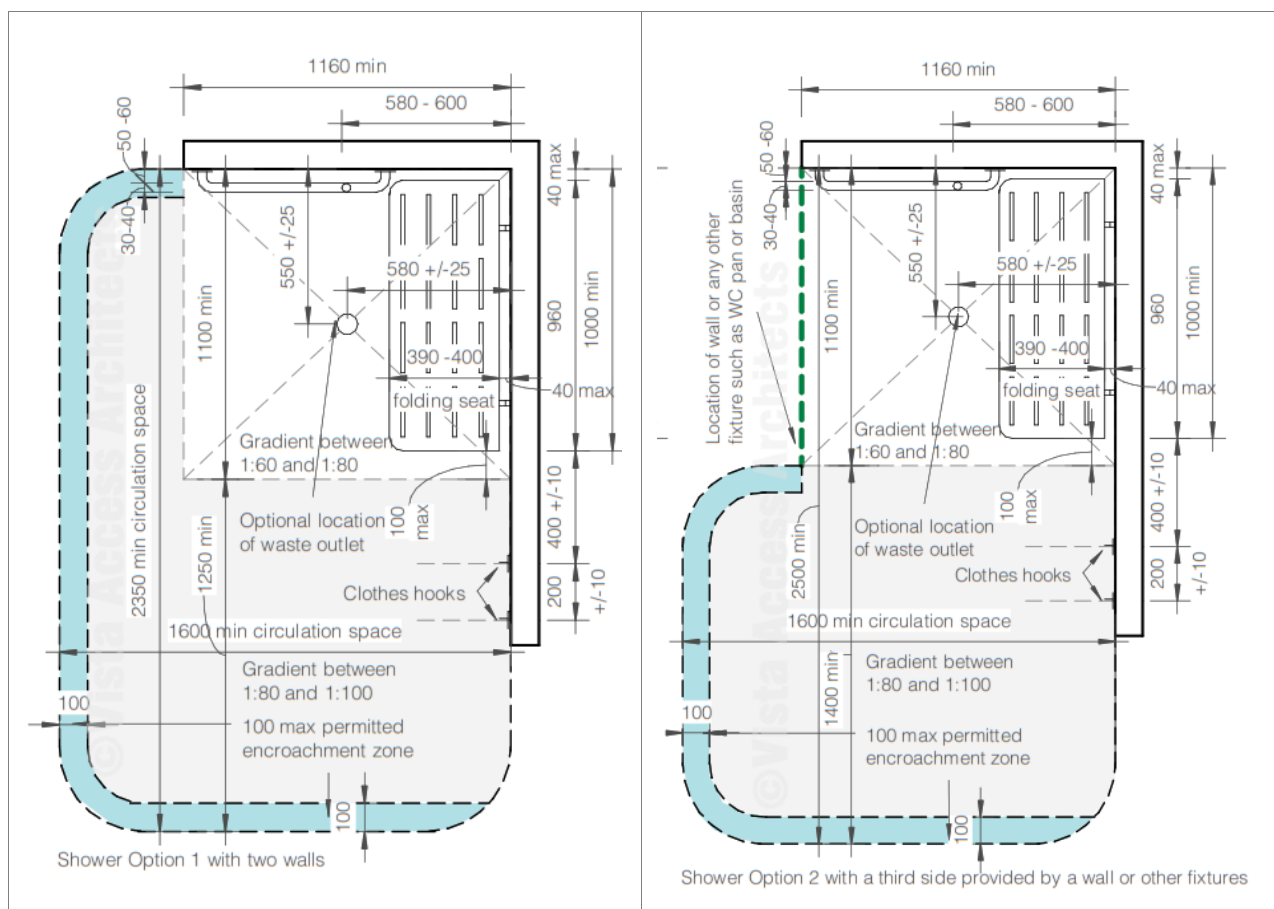 1160 min
580 - 600
50 -60
30-40
550 +/-25
580 +/-25
40 max
1100 min
960
1000 min
390 -400
folding seat
40 max
2350 min circulation space
Gradient between
1:60 and 1:80
100
max
400 +/-10
Optional location
of waste outlet
1250 min
Clothes hooks
200
+/-10
1600 min circulation space
Gradient between
1:80 and 1:100
100
100 max permitted
encroachment zone
100
©Vista Access Architects
Shower Option 1 with two walls
1160 min
580 - 600
50 -60
30-40
Location of wall or any other
fixture such as WC pan or basin
550 +/-25
580 +/-25
40 max
1100 min
960
1000 min
390 -400
folding seat
40 max
Gradient between
1:60 and 1:80
100
max
400 +/-10
Optional location
of waste outlet
2500 min
Clothes hooks
200
+/-10
1600 min circulation space
1400 min
Gradient between
1:80 and 1:100
100
100 max permitted
encroachment zone
100
©Vista Access Architects
Shower Option 2 with a third side provided by a wall or other fixtures